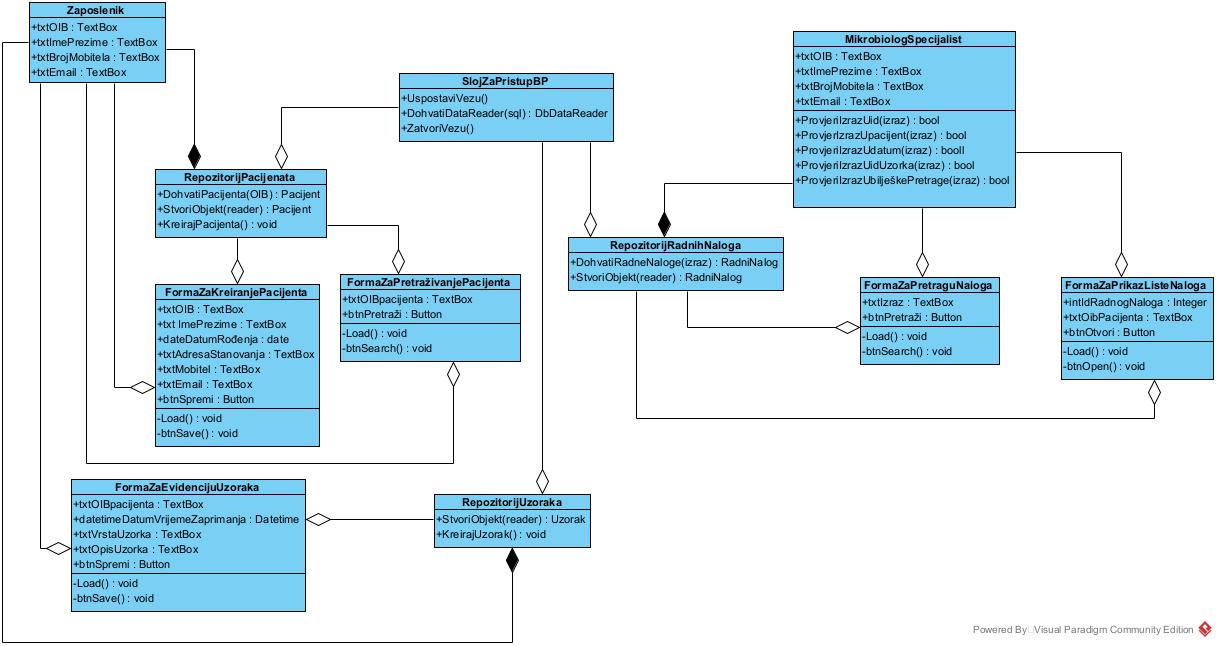 Zaposlenik
+txtOIB : TextBox
+txtImePrezime : TextBox
+txtBrojMobitela : TextBox
+txtEmail : TextBox
SlojZaPristupBP
+UspostaviVezu()
+DohvatiDataReader(sql) : DbDataReader
+ZatvoriVezu()
MikrobiologSpecijalist
+txtOIB : TextBox
+txtImePrezime : TextBox
+txtBrojMobitela : TextBox
+txtEmail : TextBox
+ProvjeriIzrazUid(izraz) : bool
+ProvjerIzrazUpacijent(izraz) : bool
+ProvjeriIzrazUdatum(izraz) : booll
+ProvjeriIzrazUidUzorka(izraz) : bool
+ProvjeriIzrazUbilješkePretrage(izraz) : bool
RepozitorijPacijenata
+DohvatiPacijenta(OIB) : Pacijent
+StvoriObjekt(reader) : Pacijent
+KreirajPacijenta() : void
RepozitorijRadnihNaloga
+DohvatiRadneNaloge(izraz) : RadniNalog
+StvoriObjekt(reader) : RadniNalog
FormaZaKreiranjePacijenta
+txtOIB : TextBox
+txt ImePrezime : TextBox
+dateDatumRođenja : date
+txtAdresaStanovanja : TextBox
+txtMobitel : TextBox
+txtEmail : TextBox
+btnSpremi : Button
-Load() : void
-btnSave() : void
FormaZaPretraživanjePacijenta
+txtOIBpacijenta : TextBox
+btnPretraži : Button
-Load() : void
-btnSearch() : void
FormaZaPretraguNaloga
+txtIzraz : TextBox
+btnPretraži : Button
-Load() : void
-btnSearch() : void
FormaZaPrikazListeNaloga
+intIdRadnogNaloga : Integer
+txtOibPacijenta : TextBox
+btnOtvori : Button
-Load() : void
-btnOpen() : void
FormaZaEvidencijuUzoraka
+txtOIBpacijenta : TextBox
+datetimeDatumVrijemeZaprimanja : Datetime
+txtVrstaUzorka : TextBox
+txtOpisUzorka : TextBox
+btnSpremi : Button
-Load() : void
-btnSave() : void
RepozitorijUzoraka
+StvoriObjekt(reader) : Uzorak
+KreirajUzorak() : void
Powered By Visual Paradigm Community Edition